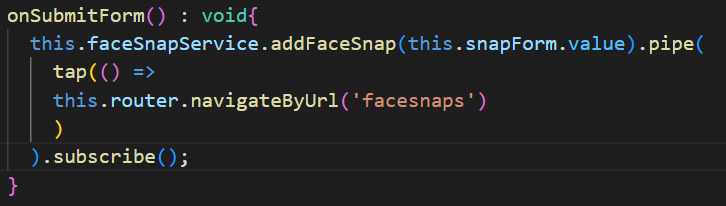 onSubmitForm() : void{
this.faceSnapService.addFaceSnap(this.snapForm.value).pipe(
tap(() =>
this.router.navigateByUrl('facesnaps')
)
).subscribe();
}